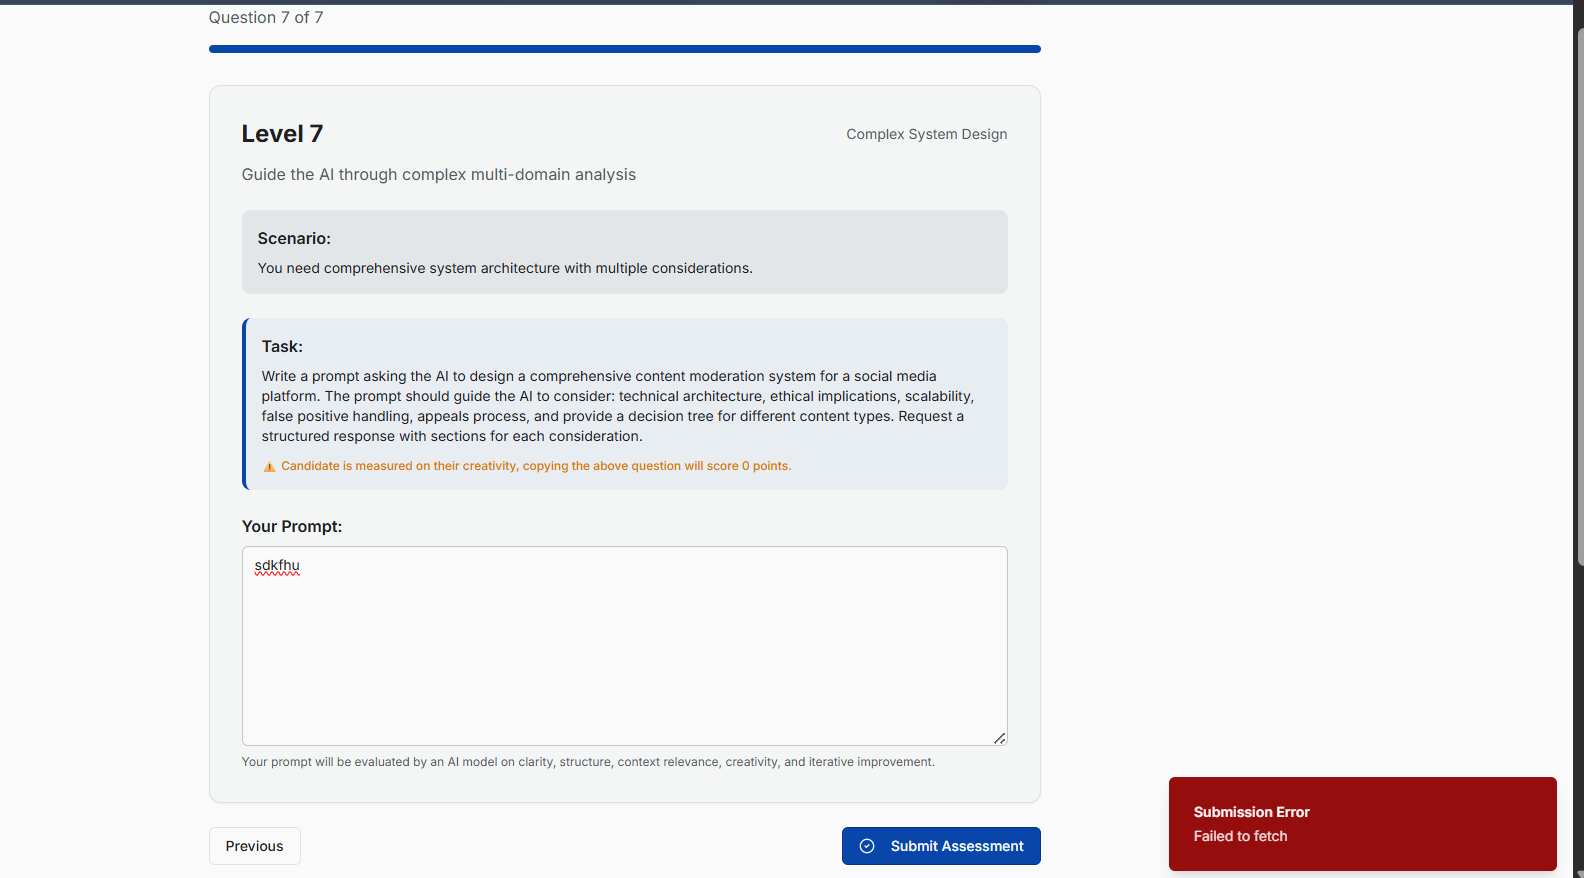 Question 7 of 7
Level 7
Complex System Design
Guide the AI through complex multi-domain analysis
Scenario:
You need comprehensive system architecture with multiple considerations.
Task:
Write a prompt asking the AI to design a comprehensive content moderation system for a social media
platform. The prompt should guide the AI to consider: technical architecture, ethical implications, scalability,
false positive handling, appeals process, and provide a decision tree for different content types. Request a
structured response with sections for each consideration.
⚠ Candidate is measured on their creativity, copying the above question will score 0 points.
Your Prompt:
sdkfhu
Your prompt will be evaluated by an AI model on clarity, structure, context relevance, creativity, and iterative improvement.
Previous
Submit Assessment
Submission Error
Failed to fetch